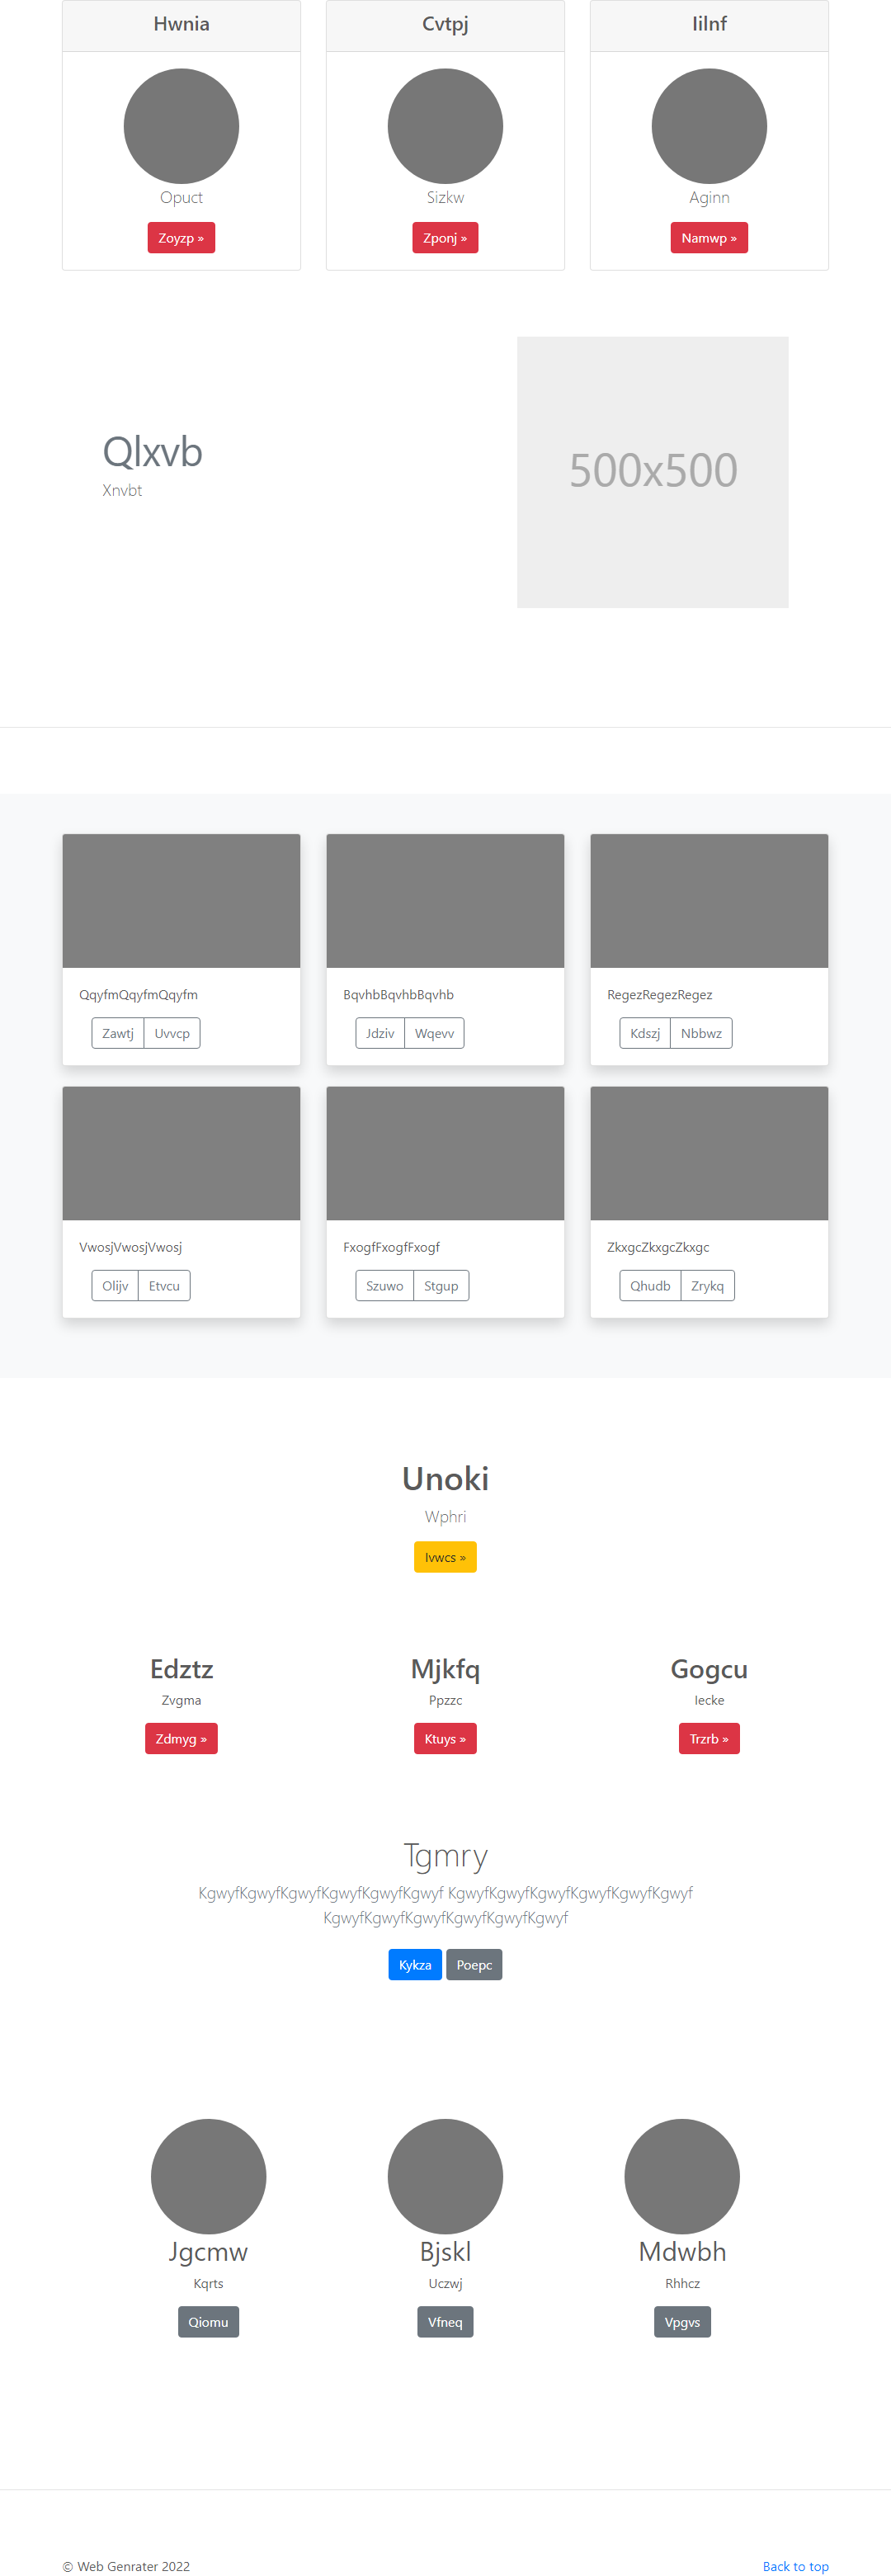 Hwnia
Cvtpj
Iilnf
Opuct
Sizkw
Aginn
Zoyzp »
Zponj »
Namwp »
Qlxvb
Xnvbt
500x500
QqyfmQqyfmQqyfm
BqvhbBqvhbBqvhb
RegezRegezRegez
Zawtj Uvvcp
Jdziv Wqevv
Kdszj Nbbwz
VwosjVwosjVwosj
FxogfFxogfFxogf
ZkxgcZkxgcZkxgc
Olijv Etvcu
Szuwo Stgup
Qhudb Zrykq
Unoki
Wphri
Ivwcs »
Edztz
Mjkfq
Gogcu
Zvgma
Ppzzc
Iecke
Zdmyg »
Ktuys »
Trzrb »
Tgmry
KgwyfKgwyfKgwyfKgwyfKgwyfKgwyf KgwyfKgwyfKgwyfKgwyfKgwyfKgwyf
KgwyfKgwyfKgwyfKgwyfKgwyfKgwyf
Kykza Poepc
Jgcmw
Bjskl
Mdwbh
Kqrts
Uczwj
Rhhcz
Qiomu
Vfneq
Vpgvs
© Web Genrater 2022
Back to top